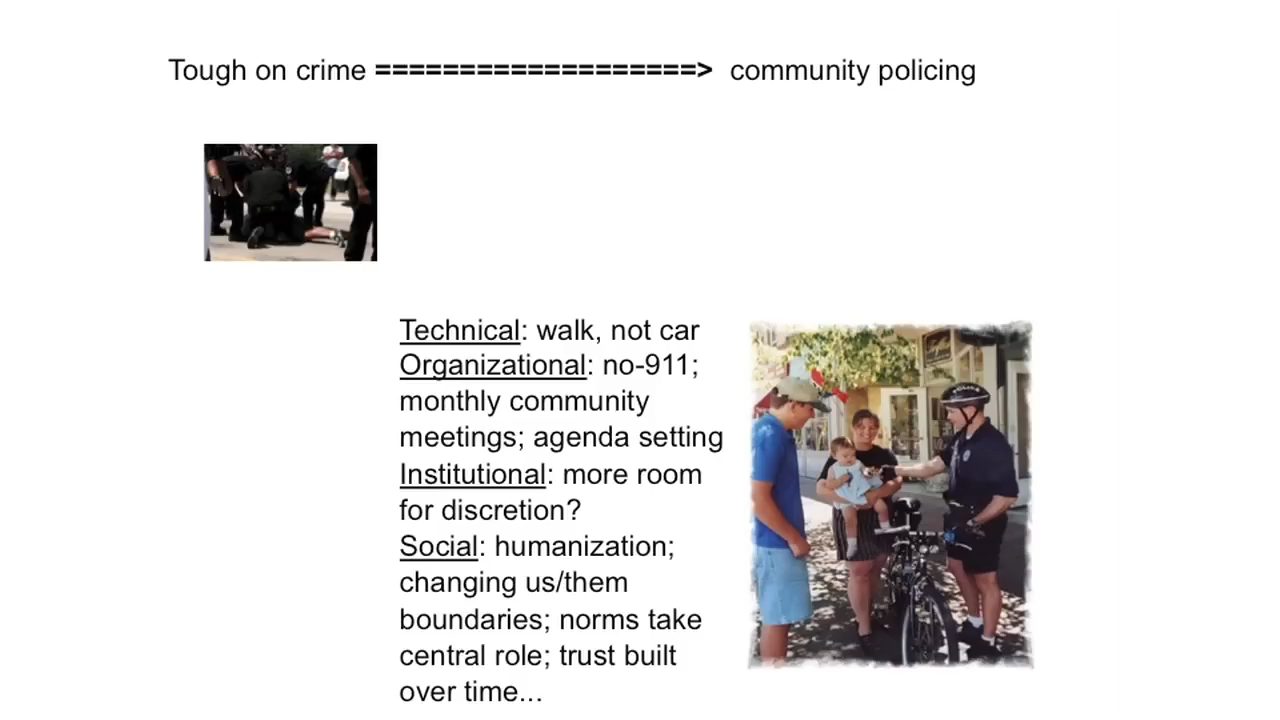 Tough on crime ===================> community policing
Technical: walk, not car
Organizational: no-911;
monthly community
meetings; agenda setting
Institutional: more room
for discretion?
Social: humanization;
changing us/them
boundaries; norms take
central role; trust built
over time...
POLICE